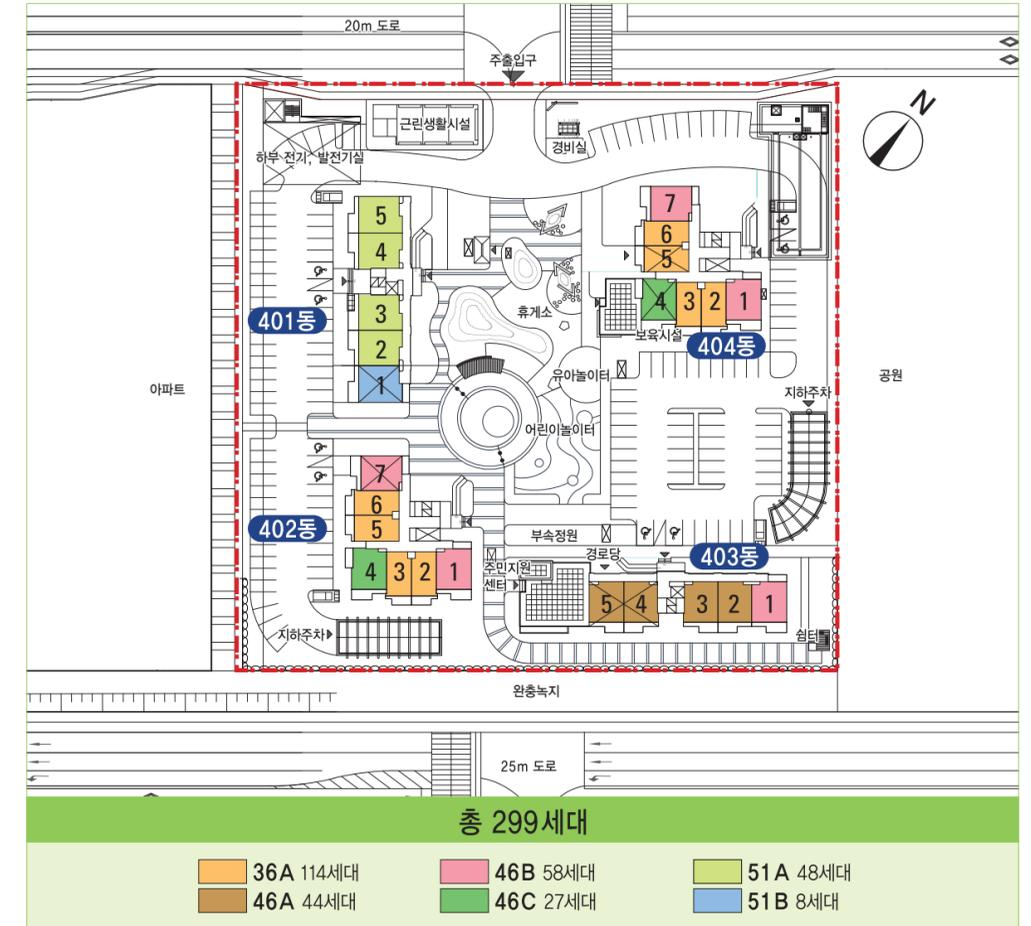 20m 도로
주출입구
N
근린생활시설
경비실
하부 전기, 발전기실
5
4
3
2
1
401동
7
6
5
4
3
2
1
404동
보육시설
휴게소
유아놀이터
어린이놀이터
아파트
공원
지하주차
7
6
5
4
3
2
1
402동
지하주차
부속정원
경로당
주민지원
센터
403동
5
4
3
2
1
쉼터
완충녹지
25m 도로
총 299세대
36A 114세대
46B 58세대
51A 48세대
46A 44세대
46C 27세대
51B 8세대